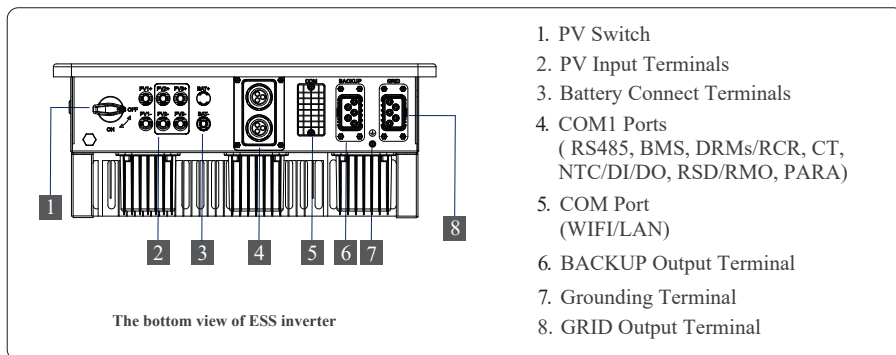 PV1+ PV2+ PV3+ BAT+ COM BACKUP GRID
OFF
PV1- PV2- PV3- BAT-
ON
1 2 3 4 5 6 7 8
The bottom view of ESS inverter
1. PV Switch
2. PV Input Terminals
3. Battery Connect Terminals
4. COM1 Ports
( RS485, BMS, DRMs/RCR, CT,
NTC/DI/DO, RSD/RMO, PARA)
5. COM Port
(WIFI/LAN)
6. BACKUP Output Terminal
7. Grounding Terminal
8. GRID Output Terminal